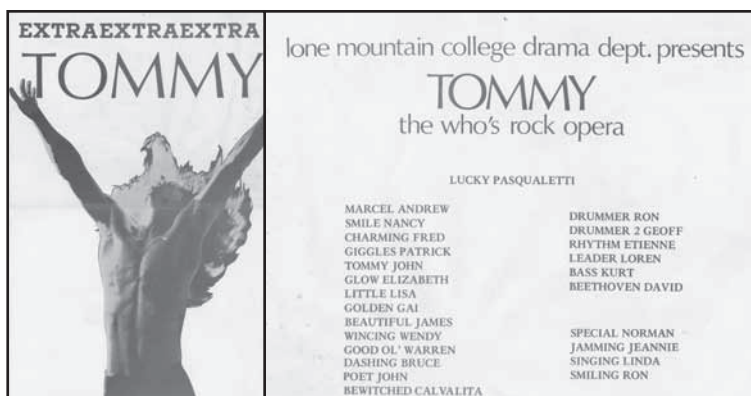 EXTRAEXTRAEXTRA
TOMMY
lone mountain college drama dept. presents
TOMMY
the who's rock opera
LUCKY PASQUALETTI
MARCEL ANDREW
SMILE NANCY
CHARMING FRED
GIGGLES PATRICK
TOMMY JOHN
GLOW ELIZABETH
LITTLE LISA
GOLDEN GAI
BEAUTIFUL JAMES
WINCING WENDY
GOOD OL' WARREN
DASHING BRUCE
POET JOHN
BEWITCHED CALVALITA
DRUMMER RON
DRUMMER 2 GEOFF
RHYTHM ETIENNE
LEADER LOREN
BASS KURT
BEETHOVEN DAVID
SPECIAL NORMAN
JAMMING JEANNIE
SINGING LINDA
SMILING RON